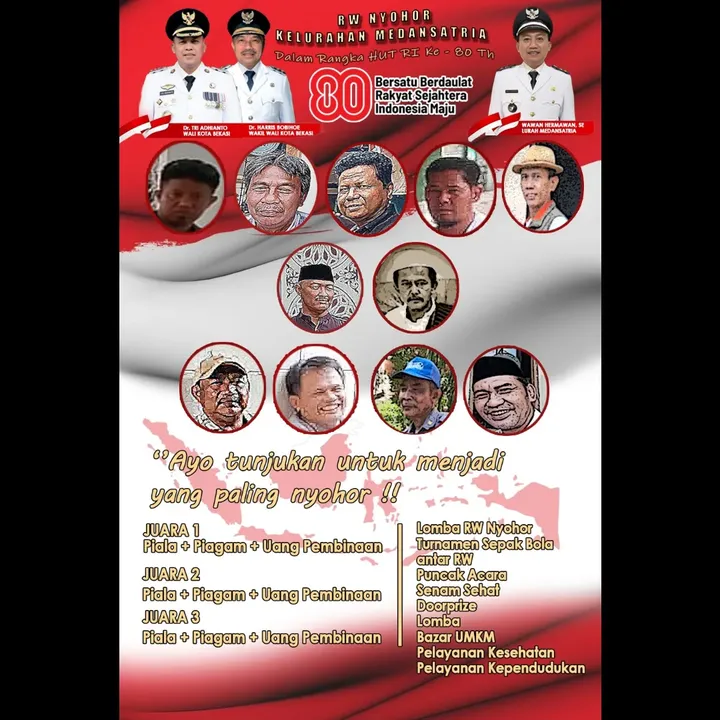 RW NYOHOR
KELURAHAN MEDANSATRIA
Dalam Rangka HUT RI Ke - 80 Th
80
Bersatu Berdaulat
Rakyat Sejahtera
Indonesia Maju
Dr. TRI ADHIANTO
WALI KOTA BEKASI
Dr. HARRIS BOBIHOE
WAKIL WALI KOTA BEKASI
WAWAN HERMAWAN, SE
LURAH MEDANSATRIA
‘’Ayo tunjukan untuk menjadi
yang paling nyohor !!
JUARA 1
Piala + Piagam + Uang Pembinaan
JUARA 2
Piala + Piagam + Uang Pembinaan
JUARA 3
Piala + Piagam + Uang Pembinaan
Lomba RW Nyohor
Turnamen Sepak Bola
antar RW
Puncak Acara
Senam Sehat
Doorprize
Lomba
Bazar UMKM
Pelayanan Kesehatan
Pelayanan Kependudukan